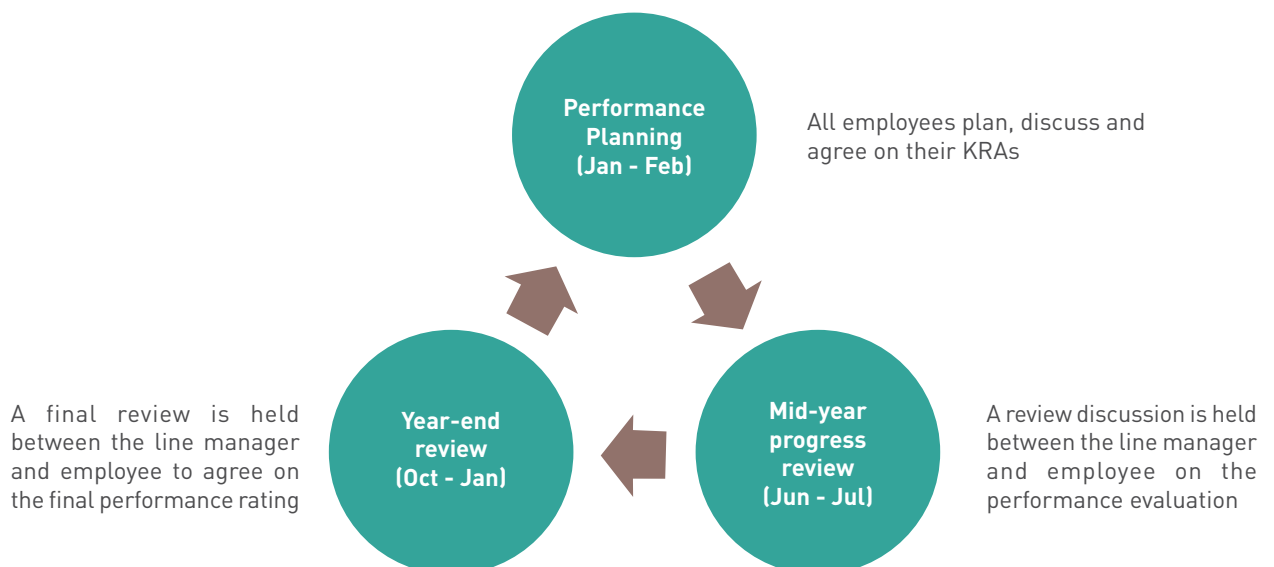 Performance
Planning
(Jan - Feb)
All employees plan, discuss and
agree on their KRAs
Mid-year
progress
review
(Jun - Jul)
A review discussion is held
between the line manager
and employee on the
performance evaluation
Year-end
review
(Oct - Jan)
A final review is held
between the line manager
and employee to agree on
the final performance rating